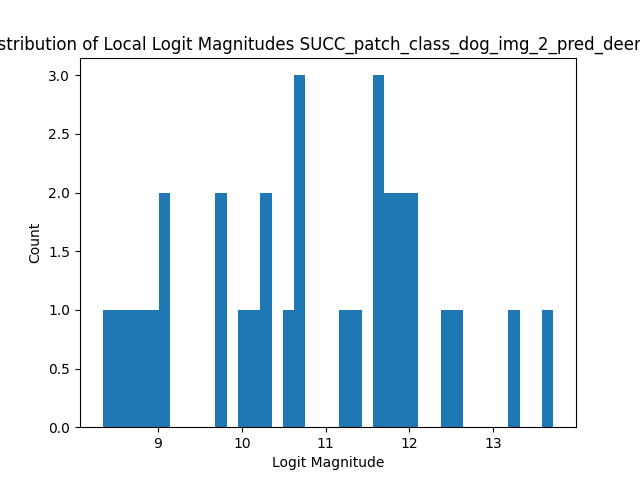 stribution of Local Logit Magnitudes SUCC_patch_class_dog_img_2_pred_deer
3.0
2.5
2.0
1.5
1.0
0.5
0.0
Count
9 10 11 12 13
Logit Magnitude